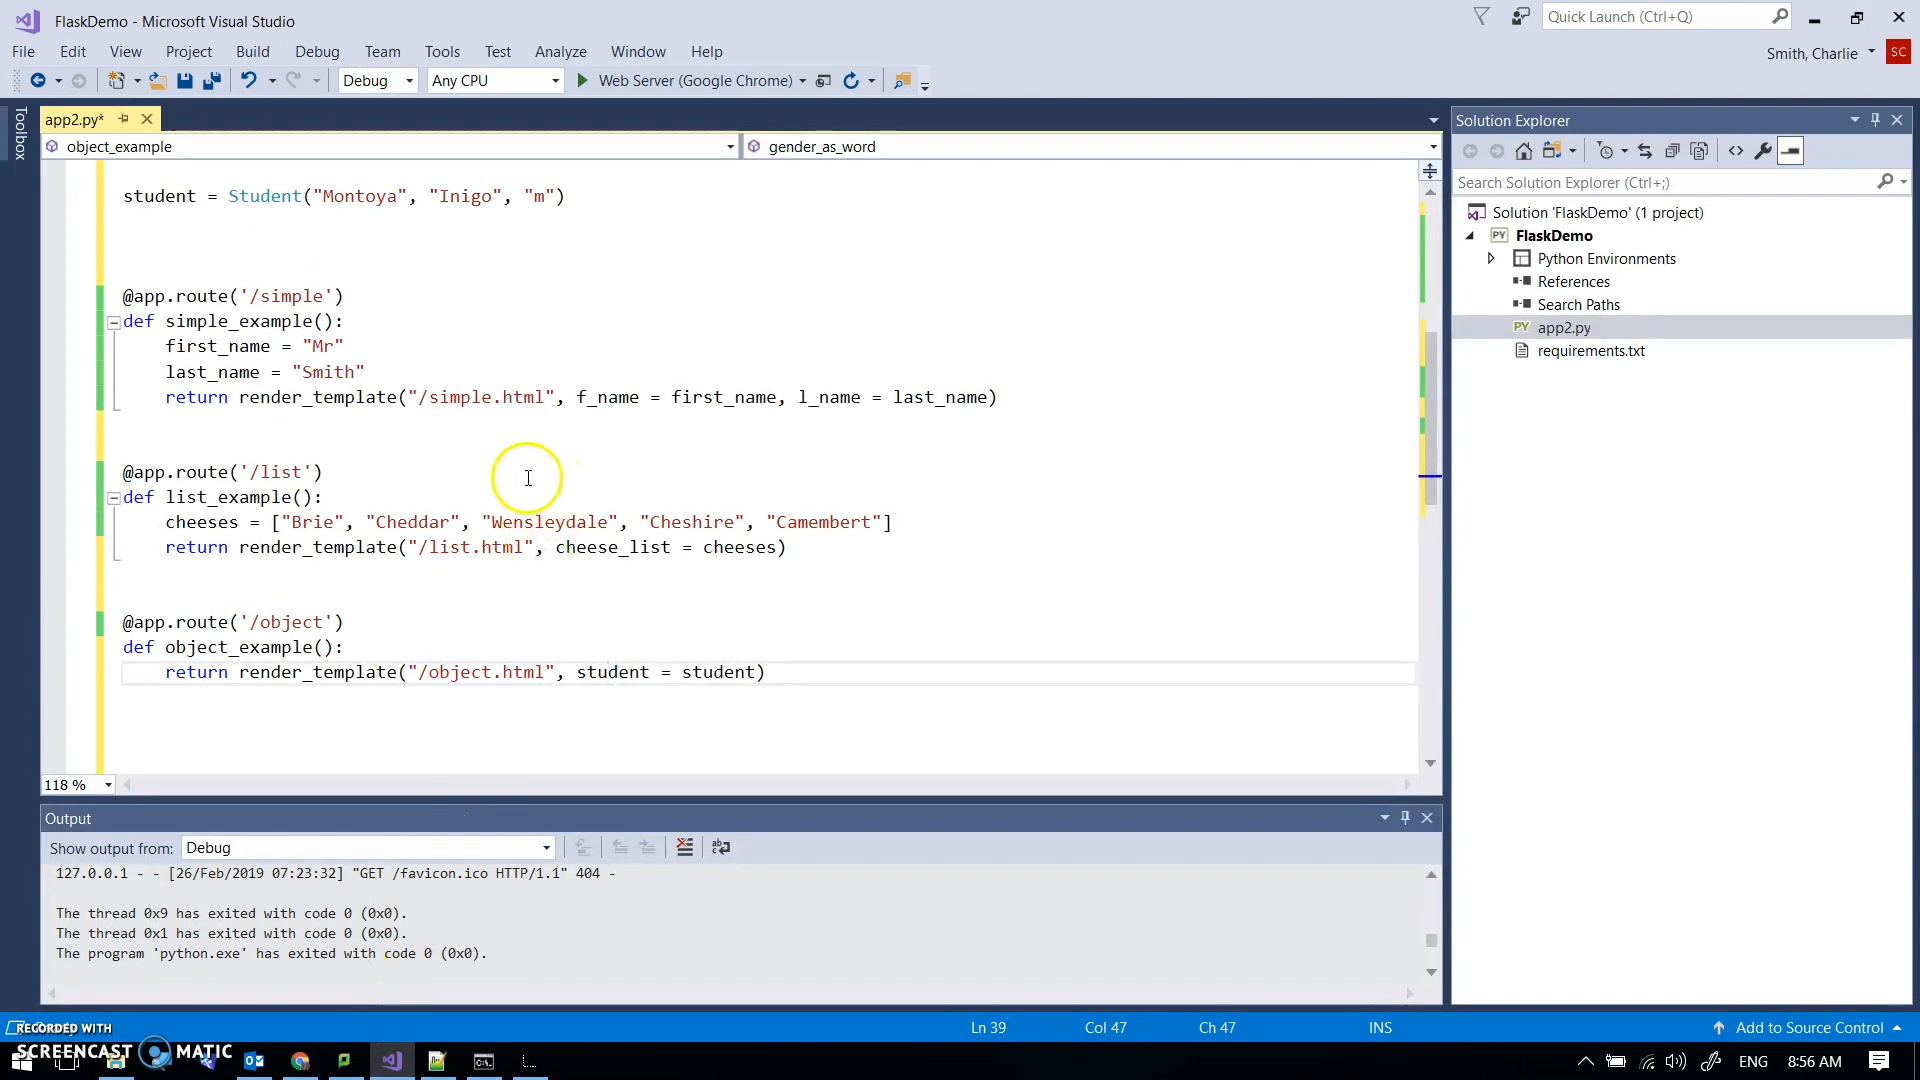 FlaskDemo - Microsoft Visual Studio
Quick Launch (Ctrl+Q)
File Edit View Project Build Debug Team Tools Test Analyze Window Help
Smith, Charlie
SC
Debug
Any CPU
Web Server (Google Chrome)
Toolbox
app2.py*
object_example
gender_as_word
student = Student("Montoya", "Inigo", "m")
@app.route('/simple')
def simple_example():
first_name = "Mr"
last_name = "Smith"
return render_template("/simple.html", f_name = first_name, l_name = last_name)
@app.route('/list')
def list_example():
cheeses = ["Brie", "Cheddar", "Wensleydale", "Cheshire", "Camembert"]
return render_template("/list.html", cheese_list = cheeses)
@app.route('/object')
def object_example():
return render_template("/object.html", student = student)
118 %
Solution Explorer
Search Solution Explorer (Ctrl+;)
Solution 'FlaskDemo' (1 project)
PY FlaskDemo
Python Environments
References
Search Paths
PY app2.py
requirements.txt
Output
Show output from: Debug
127.0.0.1 - - [26/Feb/2019 07:23:32] "GET /favicon.ico HTTP/1.1" 404 -
The thread 0x9 has exited with code 0 (0x0).
The thread 0x1 has exited with code 0 (0x0).
The program 'python.exe' has exited with code 0 (0x0).
Ln 39
Col 47
Ch 47
INS
Add to Source Control
RECORDED WITH
SCREENCAST MATIC
ENG
8:56 AM